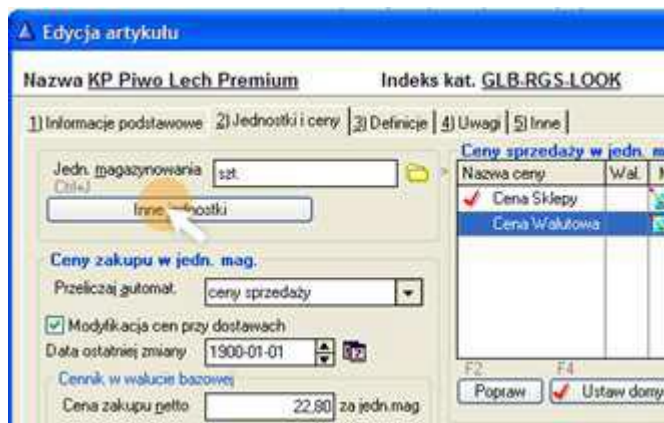 Edycja artykułu
Nazwa KP Piwo Lech Premium Indeks kat. GLB-RGS-LOOK
1) Informacje podstawowe 2) Jednostki i ceny 3) Definicje 4) Uwagi 5) Inne
Ceny sprzedaży w jedn.
Jedn. magazynowania szt.
Nazwa ceny Wal.
Ctrl+J
Cena Sklepy
Inne jednostki
Cena Walutowa
Ceny zakupu w jedn. mag.
Przeliczaj automat. ceny sprzedaży
Modyfikacja cen przy dostawach
Data ostatniej zmiany 1900-01-01
F2 F4
Cennik w walucie bazowej
Popraw Ustaw domy
Cena zakupu netto 22,80 za jedn.mag